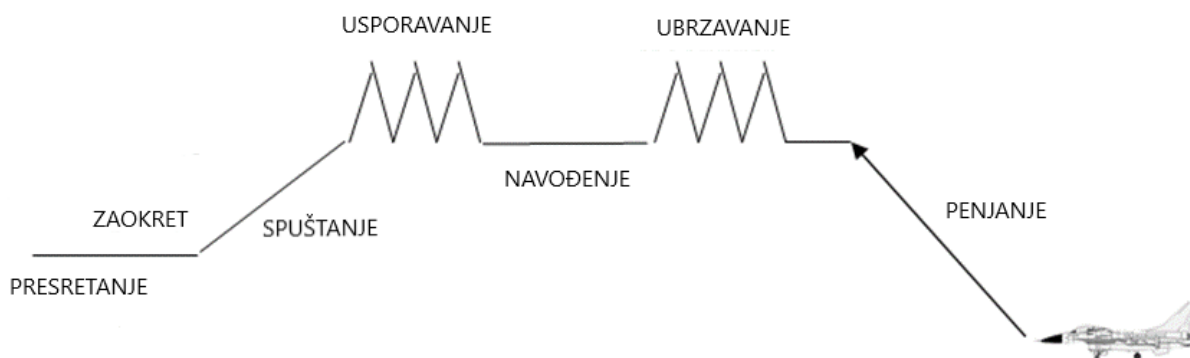 USPORAVANJE
UBRZAVANJE
NAVOĐENJE
ZAOKRET
SPUŠTANJE
PENJANJE
PRESRETANJE